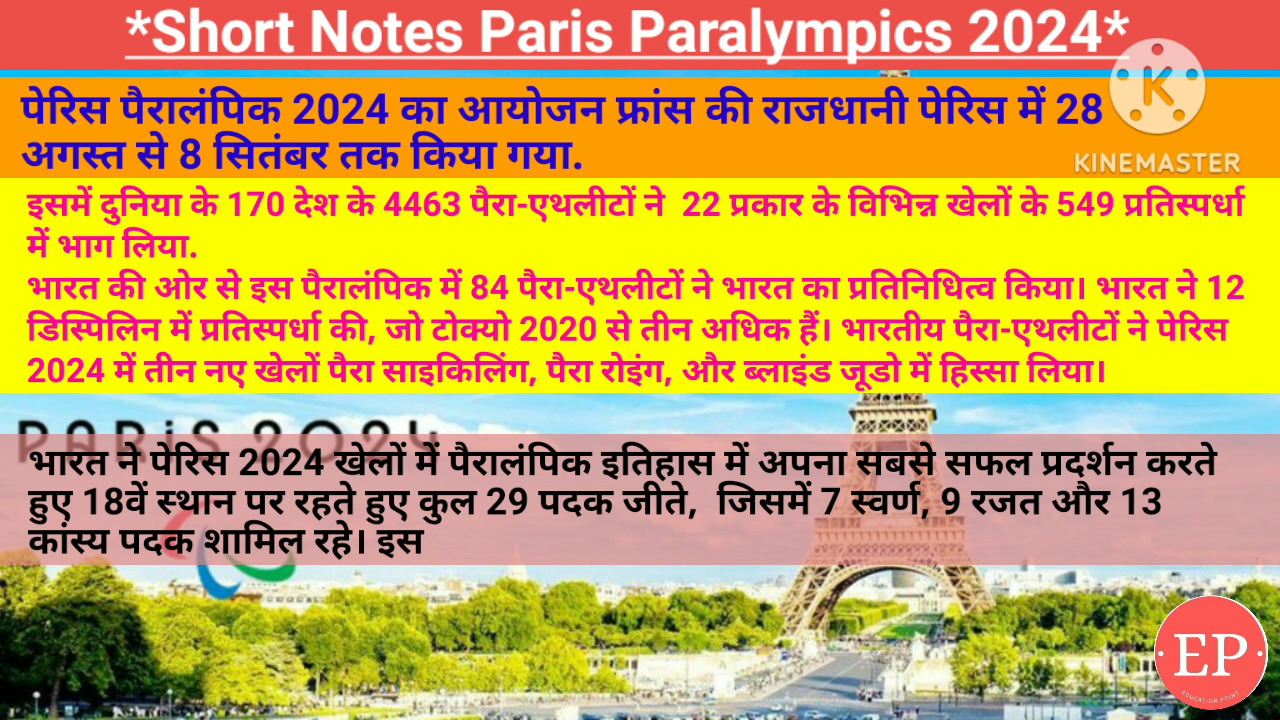 *Short Notes Paris Paralympics 2024*
पेरिस पैरालंपिक 2024 का आयोजन फ्रांस की राजधानी पेरिस में 28
अगस्त से 8 सितंबर तक किया गया.
KINEMASTER
इसमें दुनिया के 170 देश के 4463 पैरा-एथलीटों ने 22 प्रकार के विभिन्न खेलों के 549 प्रतिस्पर्धा
में भाग लिया.
भारत की ओर से इस पैरालंपिक में 84 पैरा-एथलीटों ने भारत का प्रतिनिधित्व किया। भारत ने 12
डिस्पिलिन में प्रतिस्पर्धा की, जो टोक्यो 2020 से तीन अधिक हैं। भारतीय पैरा-एथलीटों ने पेरिस
2024 में तीन नए खेलों पैरा साइकिलिंग, पैरा रोइंग, और ब्लाइंड जूडो में हिस्सा लिया।
PARIS 2024
भारत ने पेरिस 2024 खेलों में पैरालंपिक इतिहास में अपना सबसे सफल प्रदर्शन करते
हुए 18वें स्थान पर रहते हुए कुल 29 पदक जीते, जिसमें 7 स्वर्ण, 9 रजत और 13
कांस्य पदक शामिल रहे। इस
EP
EDUCATION POINT